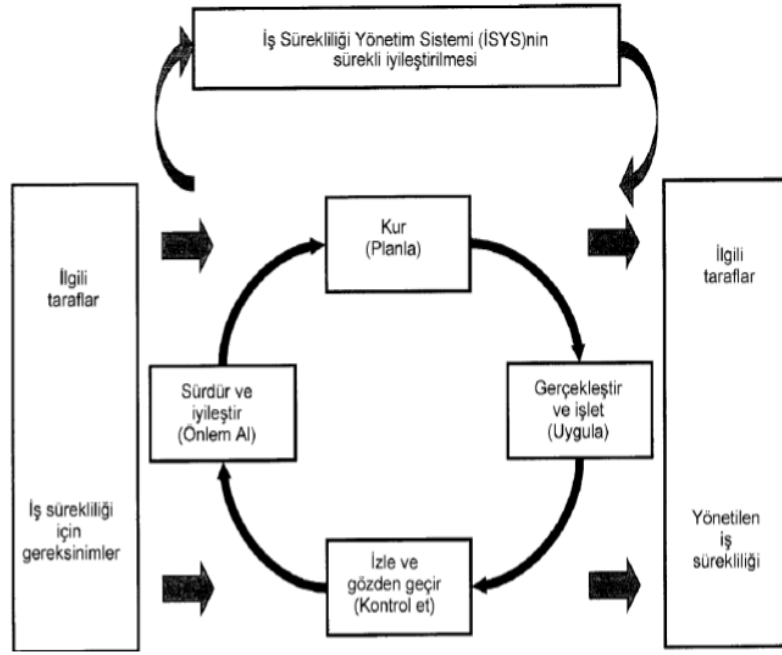 İş Sürekliliği Yönetim Sistemi (İSYS)nin
sürekli iyileştirilmesi
İlgili
taraflar
İş sürekliliği
için
gereksinimler
Kur
(Planla)
Sürdür ve
iyileştir
(Önlem Al)
Gerçekleştir
ve işlet
(Uygula)
İzle ve
gözden geçir
(Kontrol et)
İlgili
taraflar
Yönetilen
iş
sürekliliği